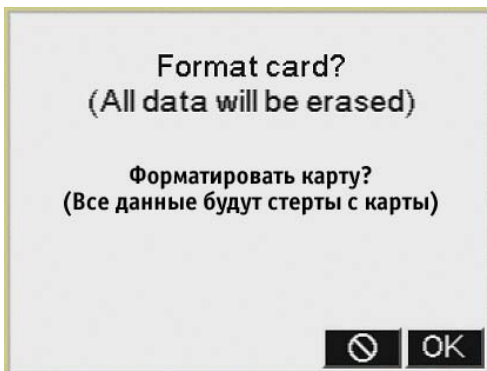 Format card?
(All data will be erased)
Форматировать карту?
(Все данные будут стерты с карты)
OK